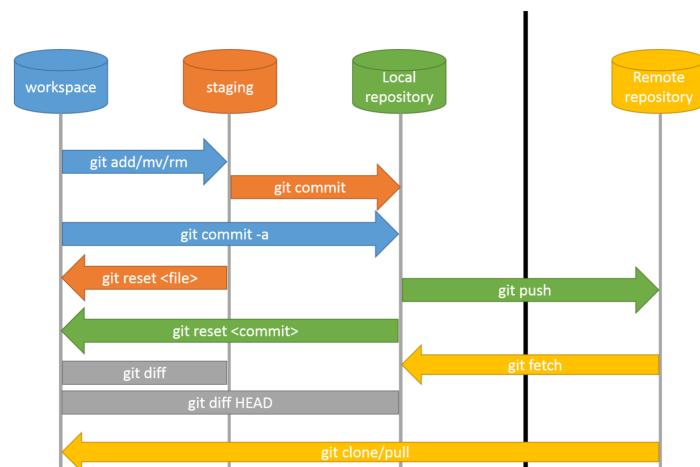 workspace
staging
Local
repository
Remote
repository
git add/mv/rm
git commit
git commit -a
git reset <file>
git push
git reset <commit>
git fetch
git diff
git diff HEAD
git clone/pull